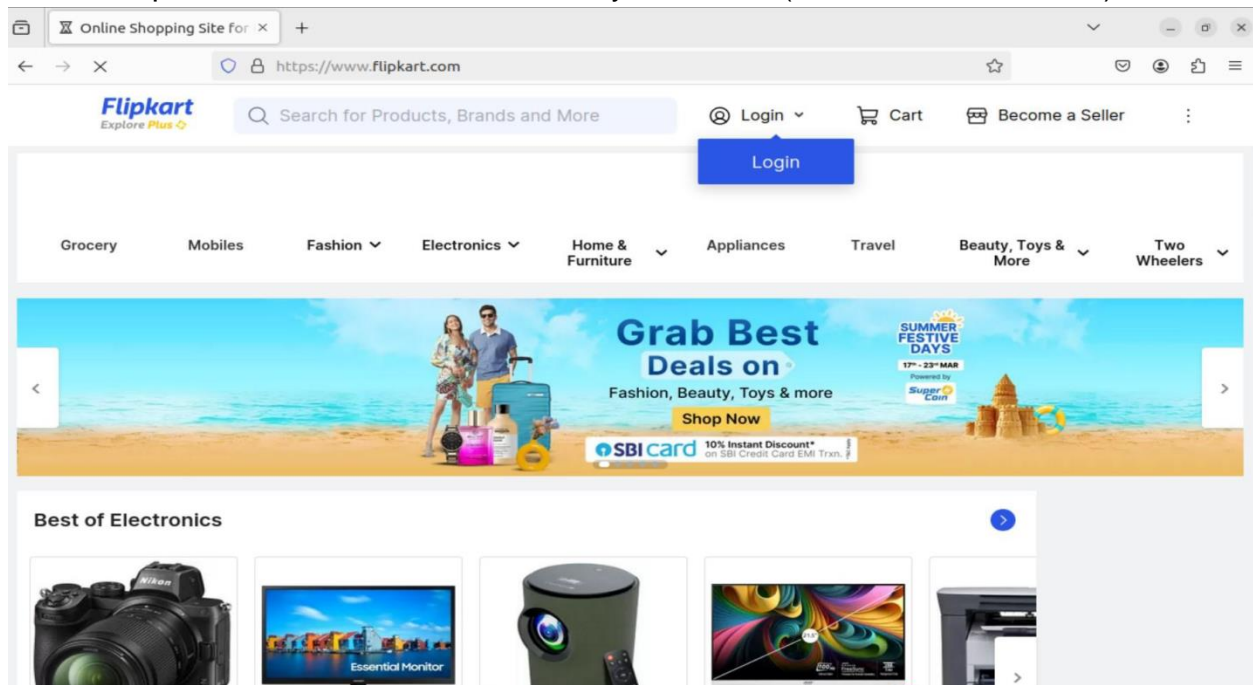 Online Shopping Site for
https://www.flipkart.com
Flipkart
Explore Plus
Search for Products, Brands and More
Login
Cart
Become a Seller
Login
Grocery
Mobiles
Fashion
Electronics
Home &
Furniture
Appliances
Travel
Beauty, Toys &
More
Two
Wheelers
Grab Best
Deals on
Fashion, Beauty, Toys & more
Shop Now
SBI card
10% Instant Discount*
on SBI Credit Card EMI Trxn.
SUMMER
FESTIVE
DAYS
17th - 23rd MAR
Powered by
Super
Coin
Best of Electronics
Nikon
Essential Monitor
21.5"